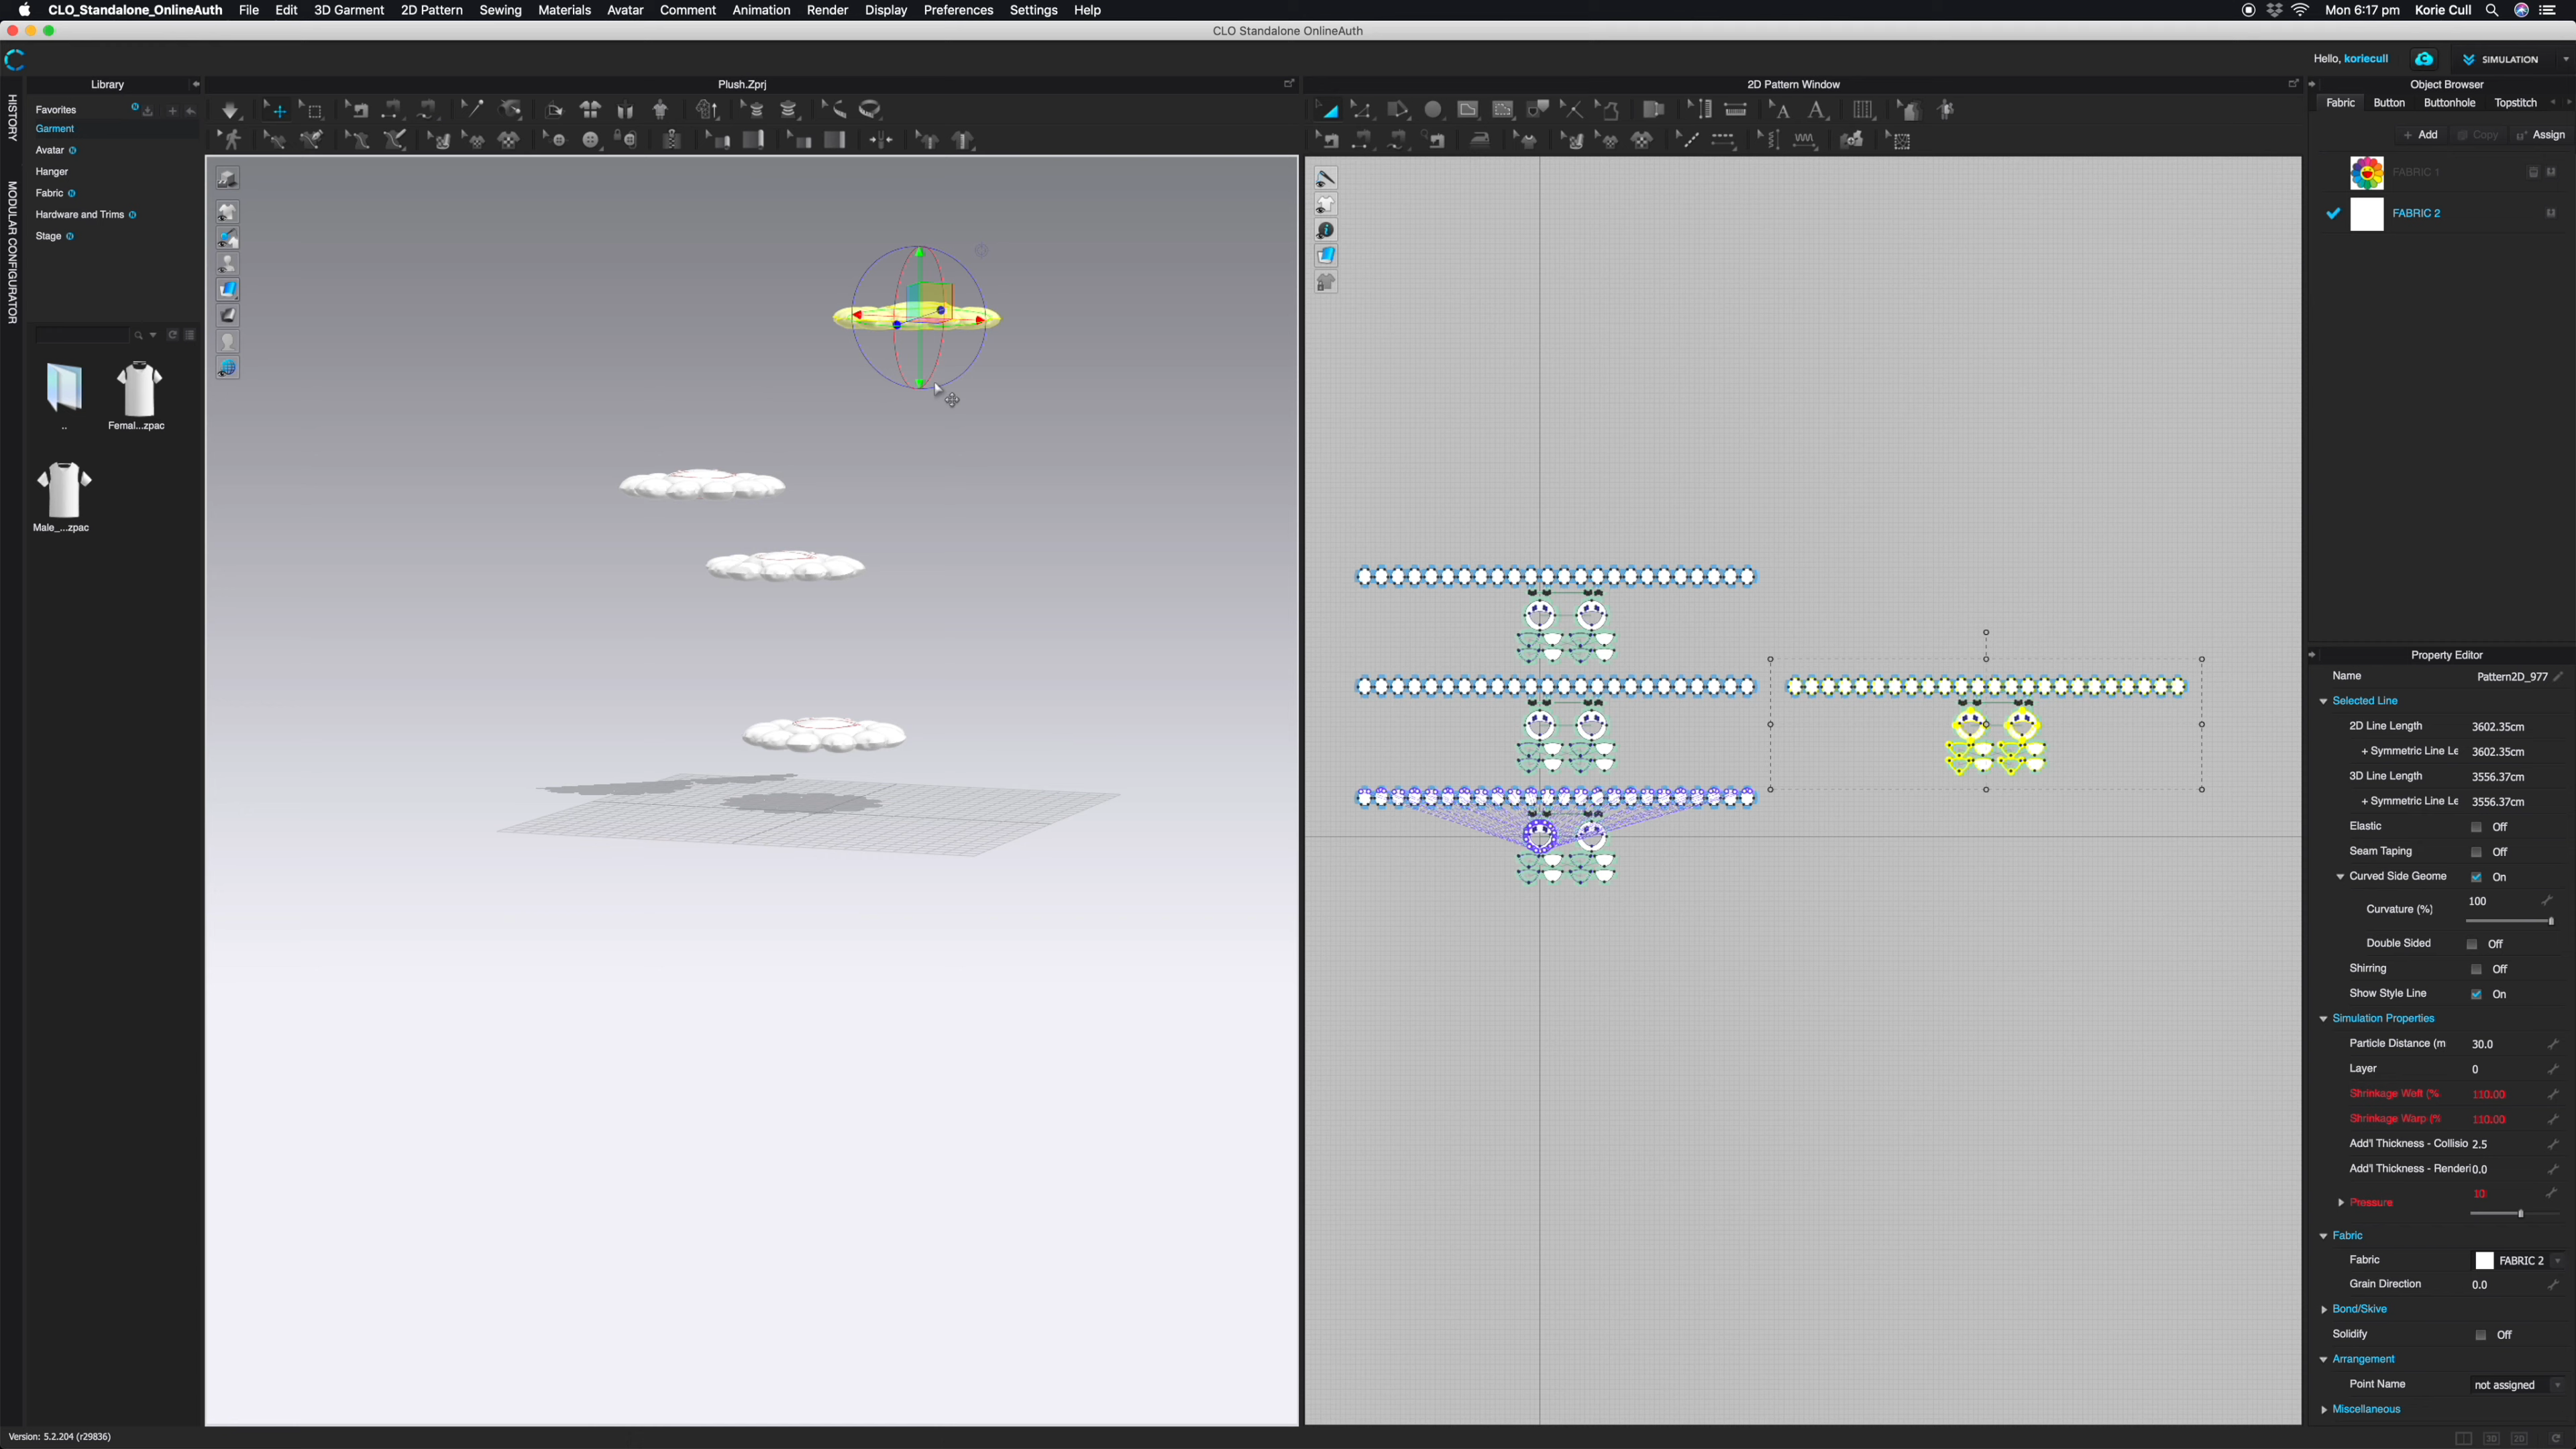 CLO_Standalone_OnlineAuth File Edit 3D Garment 2D Pattern Sewing Materials Avatar Comment Animation Render Display Preferences Settings Help Mon 6:17 pm Korie Cull
CLO Standalone OnlineAuth
Hello, koriecull SIMULATION
Library
Plush.Zprj
2D Pattern Window
Object Browser
HISTORY
MODULAR CONFIGURATOR
Favorites
Garment
Avatar
Hanger
Fabric
Hardware and Trims
Stage
..
Femal...zpac
Male_...zpac
Fabric Button Buttonhole Topstitch
+ Add Copy Assign
FABRIC 1
FABRIC 2
Property Editor
Name Pattern2D_977
Selected Line
2D Line Length 3602.35cm
+ Symmetric Line Le 3602.35cm
3D Line Length 3556.37cm
+ Symmetric Line Le 3556.37cm
Elastic Off
Seam Taping Off
Curved Side Geome On
Curvature (%) 100
Double Sided Off
Shirring Off
Show Style Line On
Simulation Properties
Particle Distance (m 30.0
Layer 0
Shrinkage Weft (% 110.00
Shrinkage Warp (% 110.00
Add'l Thickness - Collisio 2.5
Add'l Thickness - Renderi 0.0
Pressure 10
Fabric
Fabric FABRIC 2
Grain Direction 0.0
Bond/Skive
Solidify Off
Arrangement
Point Name not assigned
Miscellaneous
Version: 5.2.204 (r29836)
3D 2D